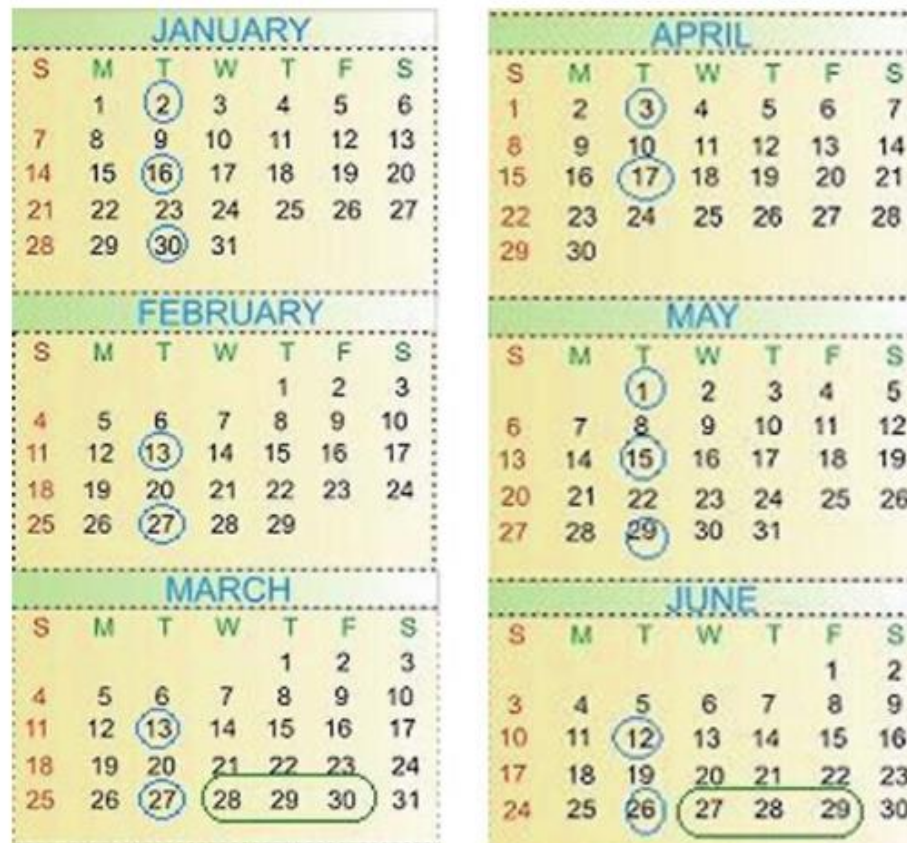 JANUARY
S M T W T F S
1 2 3 4 5 6
7 8 9 10 11 12 13
14 15 16 17 18 19 20
21 22 23 24 25 26 27
28 29 30 31
FEBRUARY
S M T W T F S
1 2 3
4 5 6 7 8 9 10
11 12 13 14 15 16 17
18 19 20 21 22 23 24
25 26 27 28 29
MARCH
S M T W T F S
1 2 3
4 5 6 7 8 9 10
11 12 13 14 15 16 17
18 19 20 21 22 23 24
25 26 27 28 29 30 31
APRIL
S M T W T F S
1 2 3 4 5 6 7
8 9 10 11 12 13 14
15 16 17 18 19 20 21
22 23 24 25 26 27 28
29 30
MAY
S M T W T F S
1 2 3 4 5
6 7 8 9 10 11 12
13 14 15 16 17 18 19
20 21 22 23 24 25 26
27 28 29 30 31
JUNE
S M T W T F S
1 2
3 4 5 6 7 8 9
10 11 12 13 14 15 16
17 18 19 20 21 22 23
24 25 26 27 28 29 30